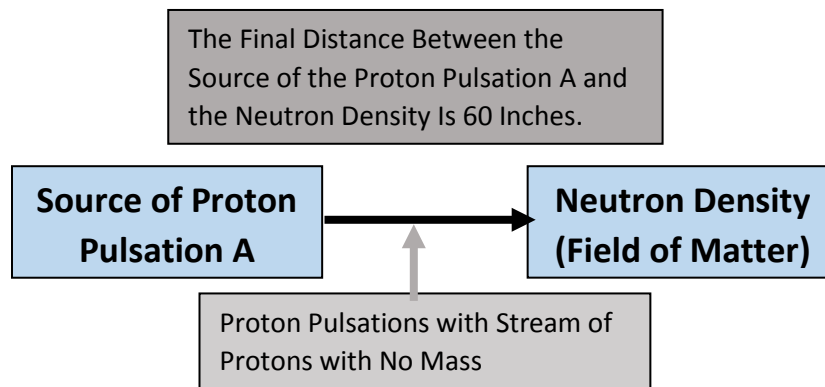 The Final Distance Between the
Source of the Proton Pulsation A and
the Neutron Density Is 60 Inches.
Source of Proton
Pulsation A
Neutron Density
(Field of Matter)
Proton Pulsations with Stream of
Protons with No Mass